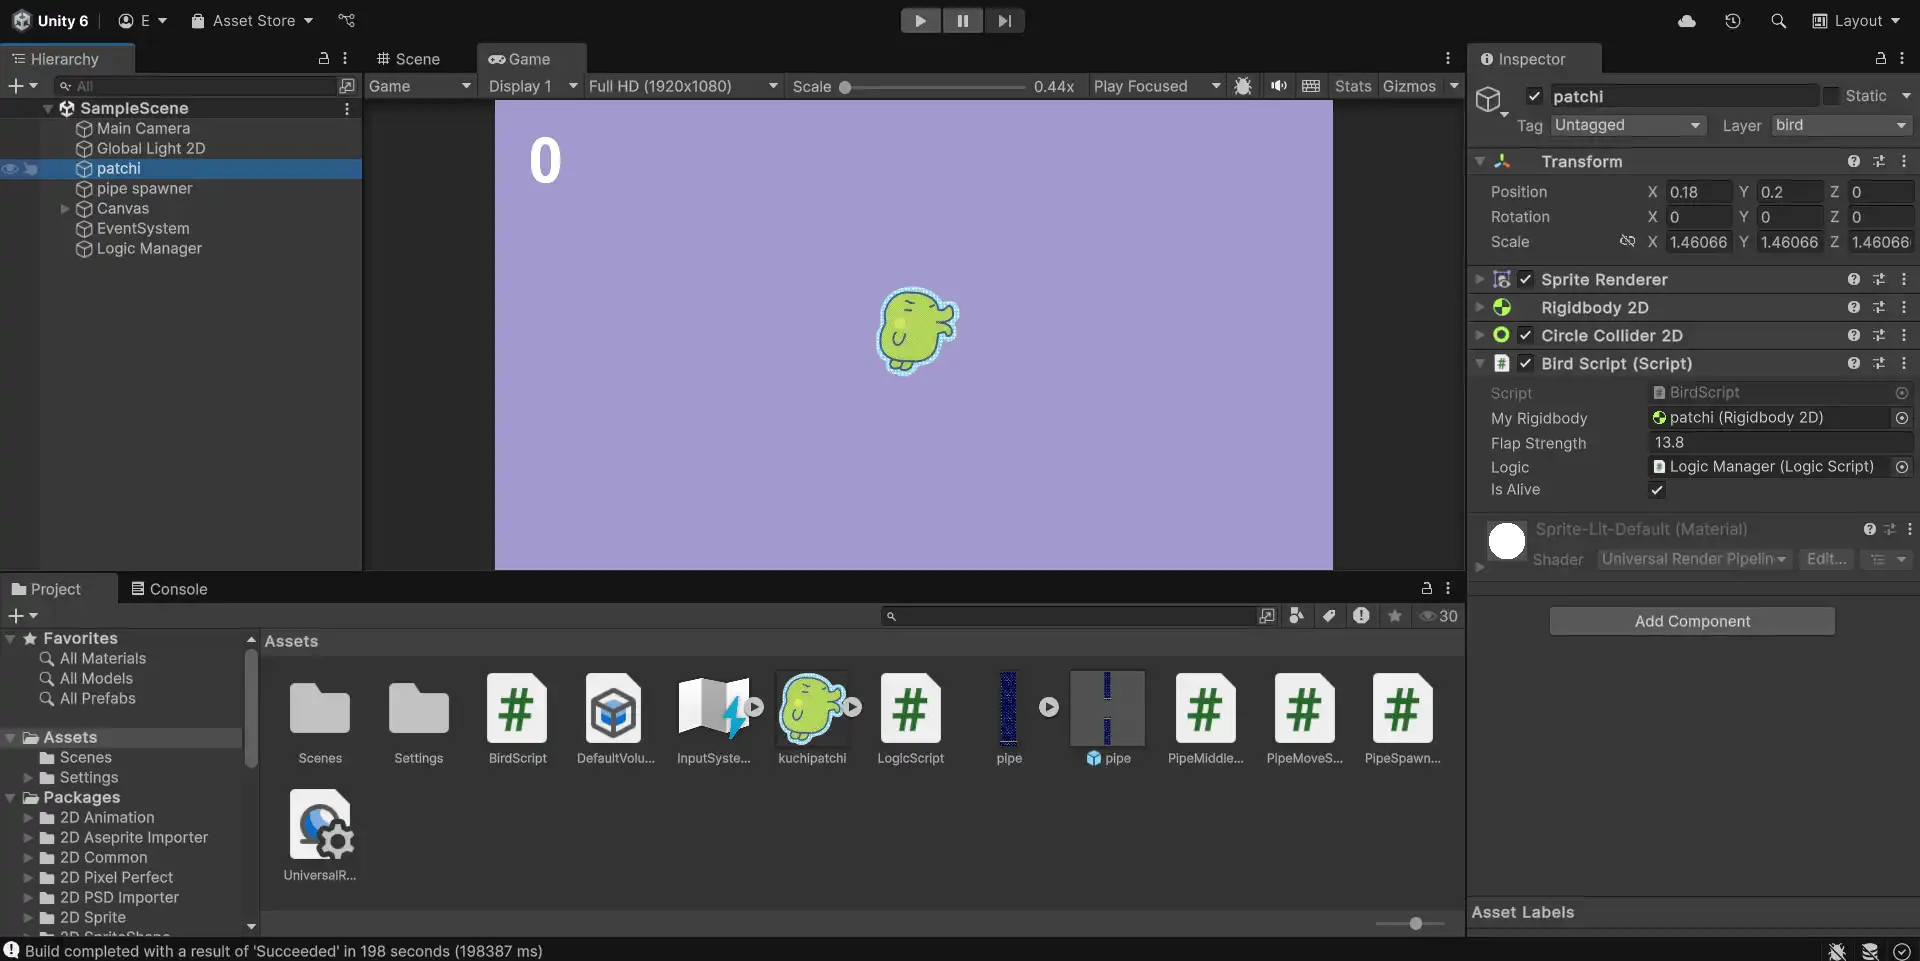 Unity 6
E
Asset Store
Layout
Hierarchy
All
SampleScene
Main Camera
Global Light 2D
patchi
pipe spawner
Canvas
EventSystem
Logic Manager
Scene
Game
Game
Display 1
Full HD (1920x1080)
Scale
0.44x
Play Focused
Stats
Gizmos
0
Inspector
patchi
Static
Tag
Untagged
Layer
bird
Transform
Position X 0.18 Y 0.2 Z 0
Rotation X 0 Y 0 Z 0
Scale X 1.46066 Y 1.46066 Z 1.46066
Sprite Renderer
Rigidbody 2D
Circle Collider 2D
Bird Script (Script)
Script BirdScript
My Rigidbody patchi (Rigidbody 2D)
Flap Strength 13.8
Logic Logic Manager (Logic Script)
Is Alive
Sprite-Lit-Default (Material)
Shader Universal Render Pipelin Edit...
Add Component
Asset Labels
Project
Console
30
Favorites
All Materials
All Models
All Prefabs
Assets
Scenes
Settings
Packages
2D Animation
2D Aseprite Importer
2D Common
2D Pixel Perfect
2D PSD Importer
2D Sprite
Assets
Scenes
Settings
BirdScript
DefaultVolu...
InputSyste...
kuchipatchi
LogicScript
pipe
pipe
PipeMiddle...
PipeMoveS...
PipeSpawn...
UniversalR...
Build completed with a result of 'Succeeded' in 198 seconds (198387 ms)